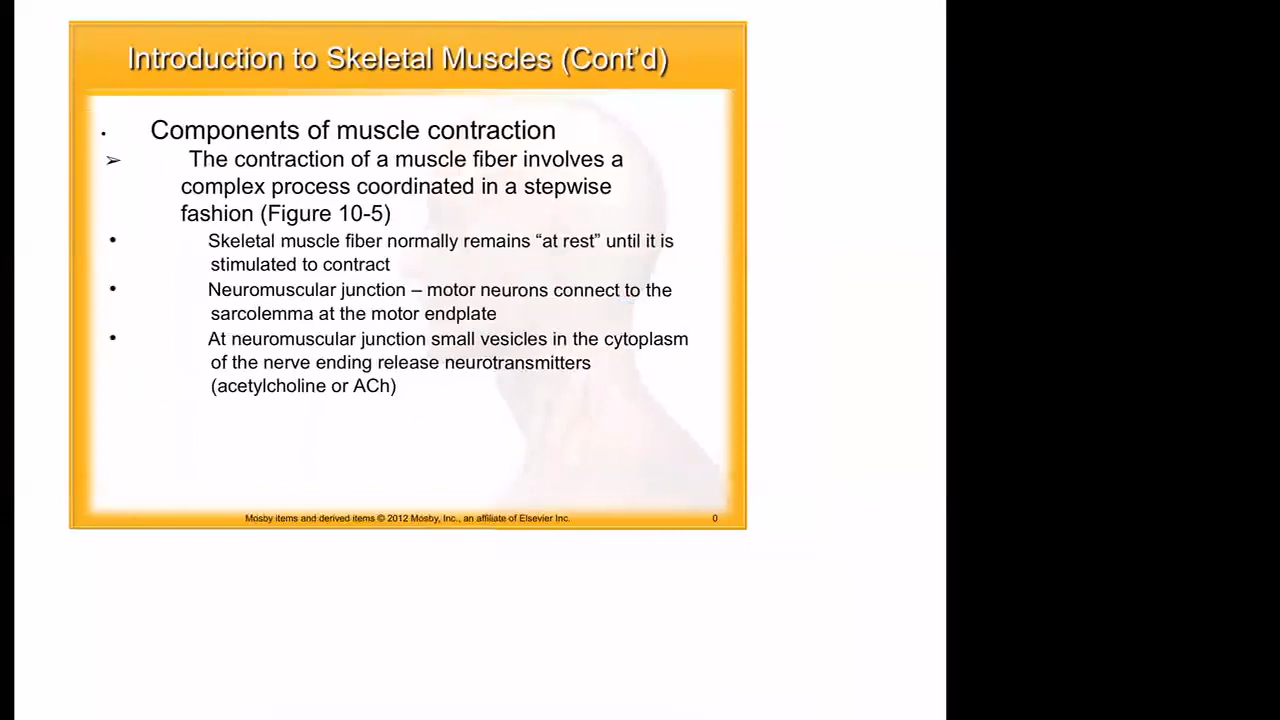 Introduction to Skeletal Muscles (Cont’d)
• Components of muscle contraction
➢ The contraction of a muscle fiber involves a
complex process coordinated in a stepwise
fashion (Figure 10-5)
• Skeletal muscle fiber normally remains “at rest” until it is
stimulated to contract
• Neuromuscular junction – motor neurons connect to the
sarcolemma at the motor endplate
• At neuromuscular junction small vesicles in the cytoplasm
of the nerve ending release neurotransmitters
(acetylcholine or ACh)
Mosby items and derived items © 2012 Mosby, Inc., an affiliate of Elsevier Inc. 0